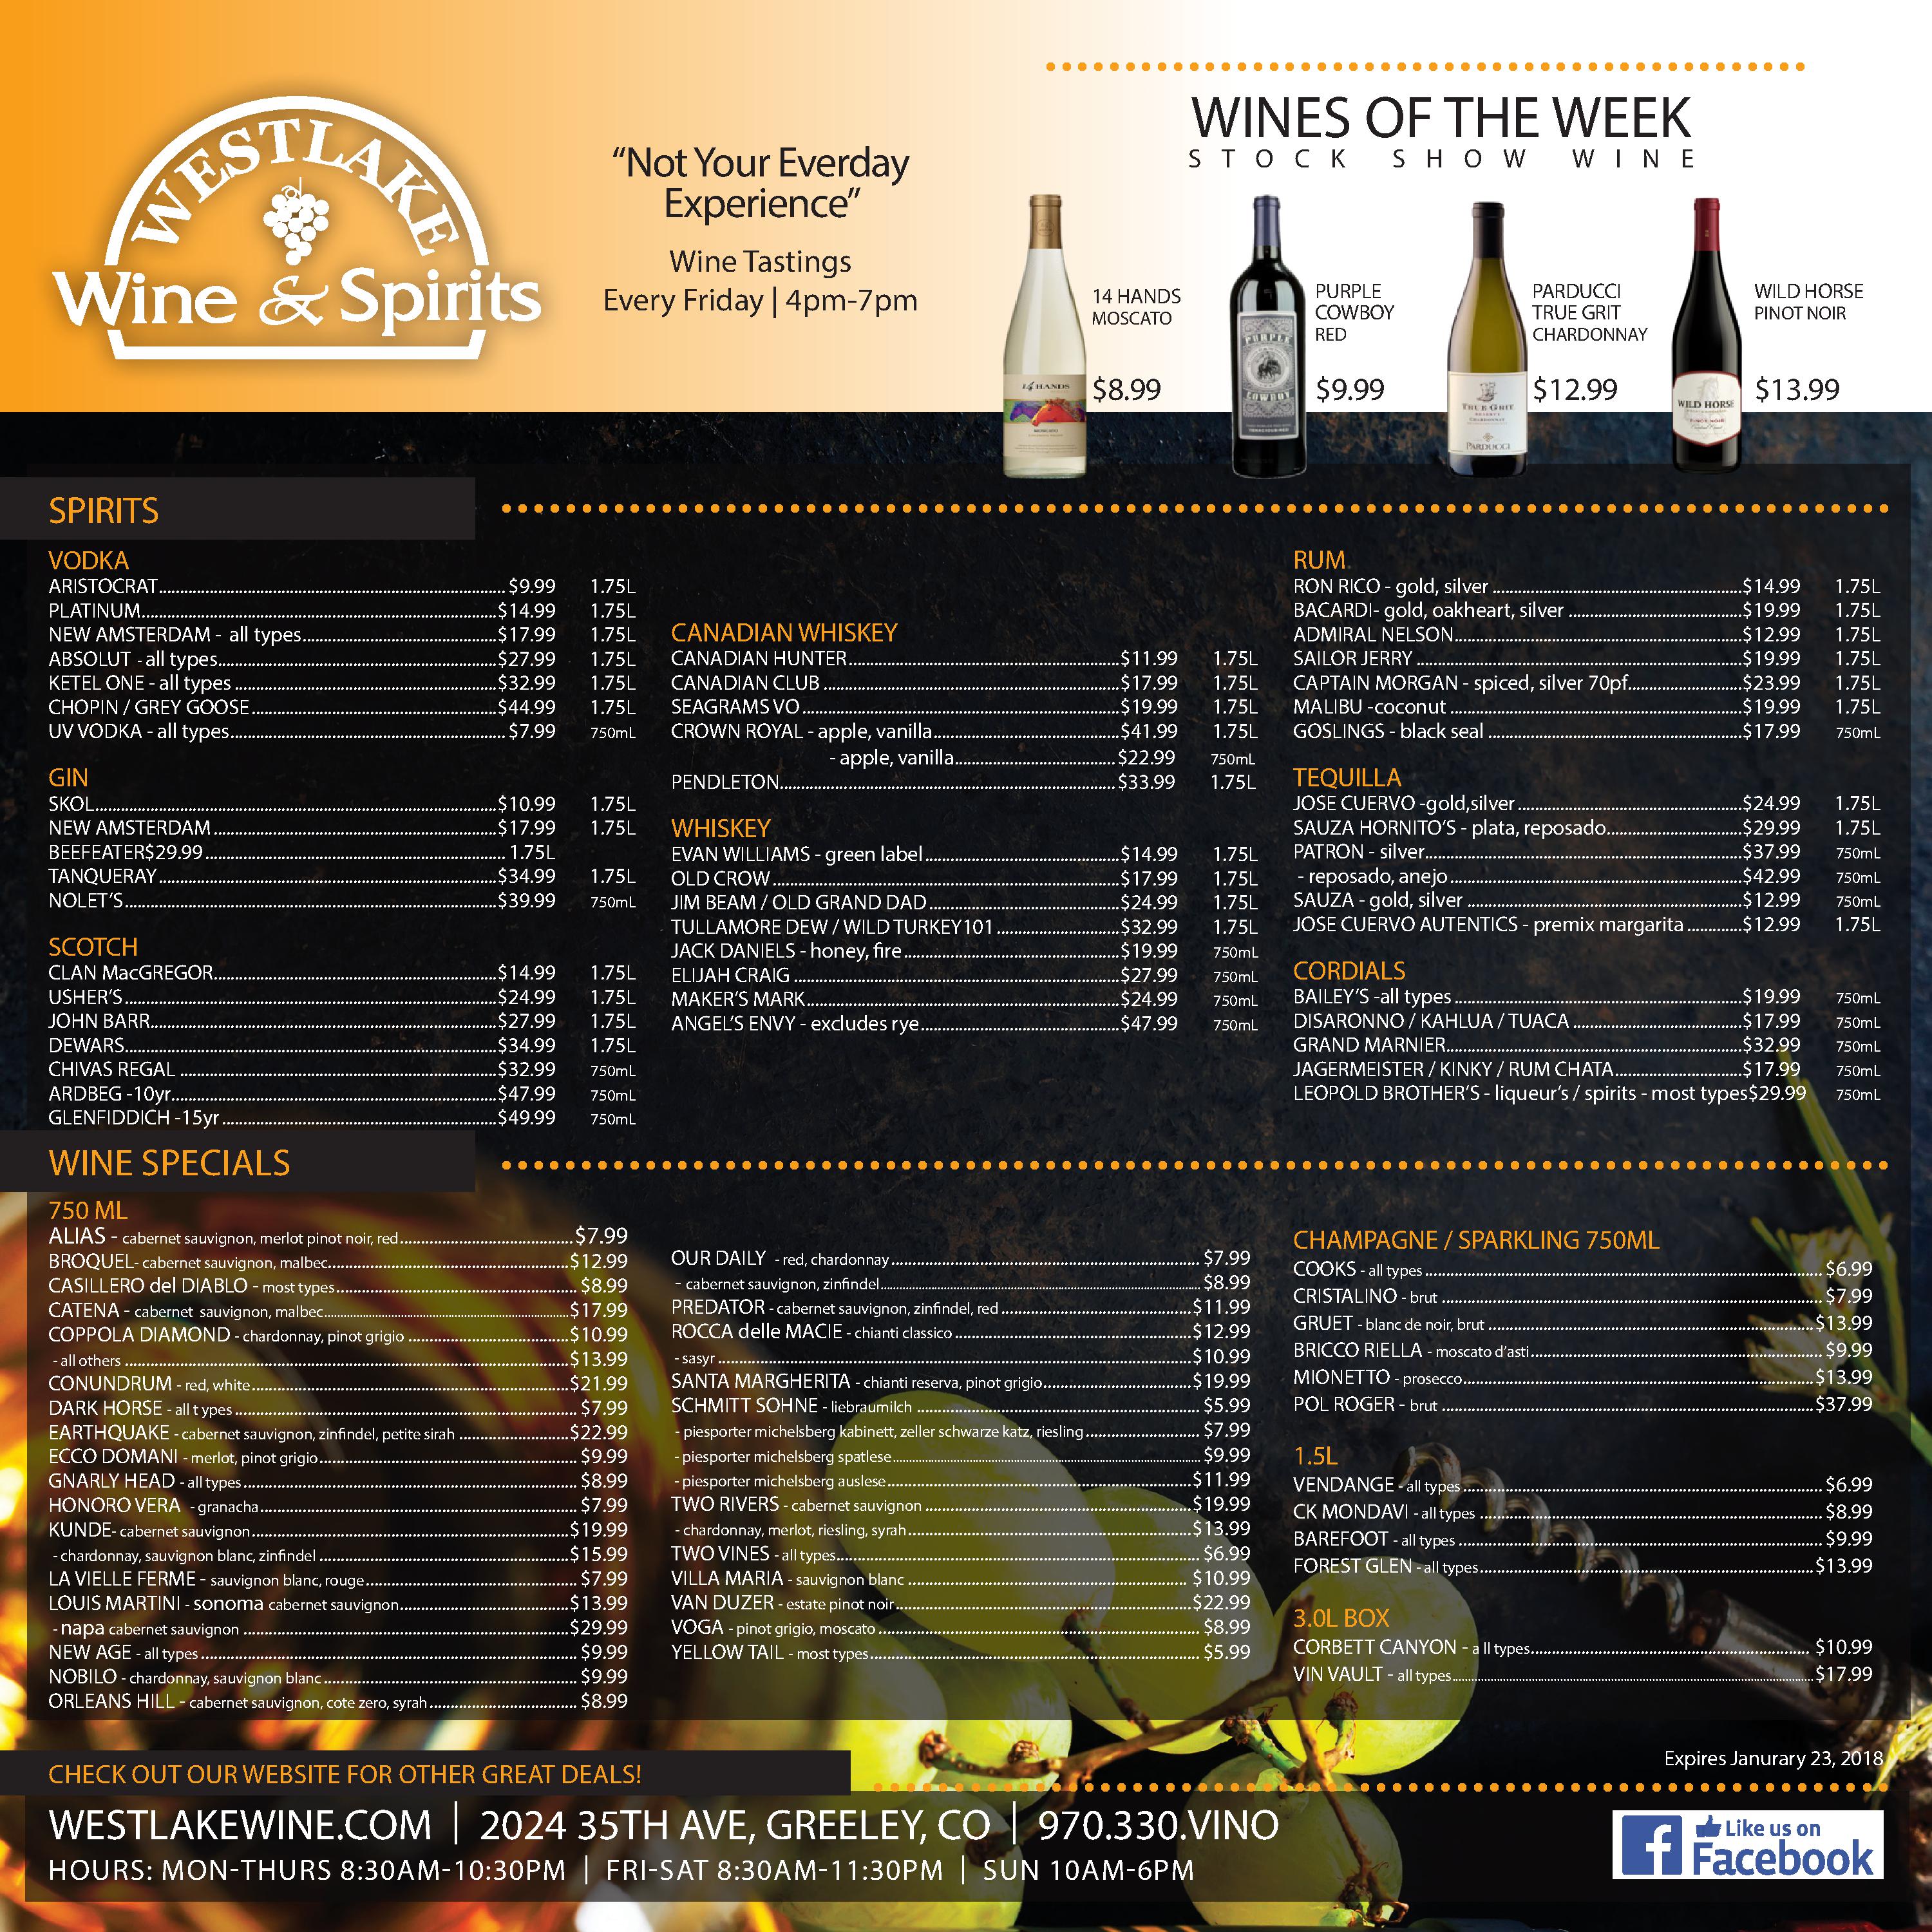 WESTLAKE
Wine & Spirits
“Not Your Everday
Experience”
Wine Tastings
Every Friday | 4pm-7pm
WINES OF THE WEEK
STOCK SHOW WINE
14 HANDS
MOSCATO
$8.99
PURPLE
COWBOY
RED
$9.99
PARDUCCI
TRUE GRIT
CHARDONNAY
$12.99
WILD HORSE
PINOT NOIR
$13.99
14 HANDS
MOSCATO
PURPLE
COWBOY
TRUE GRIT
RESERVE
CHARDONNAY
PARDUCCI
WILD HORSE
PINOT NOIR
SPIRITS
VODKA
ARISTOCRAT $9.99 1.75L
PLATINUM $14.99 1.75L
NEW AMSTERDAM - all types $17.99 1.75L
ABSOLUT - all types $27.99 1.75L
KETEL ONE - all types $32.99 1.75L
CHOPIN / GREY GOOSE $44.99 1.75L
UV VODKA - all types $7.99 750mL
GIN
SKOL $10.99 1.75L
NEW AMSTERDAM $17.99 1.75L
BEEFEATER$29.99 1.75L
TANQUERAY $34.99 1.75L
NOLET’S $39.99 750mL
SCOTCH
CLAN MacGREGOR $14.99 1.75L
USHER’S $24.99 1.75L
JOHN BARR $27.99 1.75L
DEWARS $34.99 1.75L
CHIVAS REGAL $32.99 750mL
ARDBEG -10yr $47.99 750mL
GLENFIDDICH -15yr $49.99 750mL
CANADIAN WHISKEY
CANADIAN HUNTER $11.99 1.75L
CANADIAN CLUB $17.99 1.75L
SEAGRAMS VO $19.99 1.75L
CROWN ROYAL - apple, vanilla $41.99 1.75L
- apple, vanilla $22.99 750mL
PENDLETON $33.99 1.75L
WHISKEY
EVAN WILLIAMS - green label $14.99 1.75L
OLD CROW $17.99 1.75L
JIM BEAM / OLD GRAND DAD $24.99 1.75L
TULLAMORE DEW / WILD TURKEY101 $32.99 1.75L
JACK DANIELS - honey, fire $19.99 750mL
ELIJAH CRAIG $27.99 750mL
MAKER’S MARK $24.99 750mL
ANGEL’S ENVY - excludes rye $47.99 750mL
RUM
RON RICO - gold, silver $14.99 1.75L
BACARDI- gold, oakheart, silver $19.99 1.75L
ADMIRAL NELSON $12.99 1.75L
SAILOR JERRY $19.99 1.75L
CAPTAIN MORGAN - spiced, silver 70pf $23.99 1.75L
MALIBU -coconut $19.99 1.75L
GOSLINGS - black seal $17.99 750mL
TEQUILLA
JOSE CUERVO -gold,silver $24.99 1.75L
SAUZA HORNITO’S - plata, reposado $29.99 1.75L
PATRON - silver $37.99 750mL
- reposado, anejo $42.99 750mL
SAUZA - gold, silver $12.99 750mL
JOSE CUERVO AUTENTICS - premix margarita $12.99 1.75L
CORDIALS
BAILEY’S -all types $19.99 750mL
DISARONNO / KAHLUA / TUACA $17.99 750mL
GRAND MARNIER $32.99 750mL
JAGERMEISTER / KINKY / RUM CHATA $17.99 750mL
LEOPOLD BROTHER’S - liqueur’s / spirits - most types$29.99 750mL
WINE SPECIALS
750 ML
ALIAS - cabernet sauvignon, merlot pinot noir, red $7.99
BROQUEL- cabernet sauvignon, malbec $12.99
CASILLERO del DIABLO - most types $8.99
CATENA - cabernet sauvignon, malbec $17.99
COPPOLA DIAMOND - chardonnay, pinot grigio $10.99
- all others $13.99
CONUNDRUM - red, white $21.99
DARK HORSE - all t ypes $7.99
EARTHQUAKE - cabernet sauvignon, zinfindel, petite sirah $22.99
ECCO DOMANI - merlot, pinot grigio $9.99
GNARLY HEAD - all types $8.99
HONORO VERA - granacha $7.99
KUNDE- cabernet sauvignon $19.99
- chardonnay, sauvignon blanc, zinfindel $15.99
LA VIELLE FERME - sauvignon blanc, rouge $7.99
LOUIS MARTINI - sonoma cabernet sauvignon $13.99
- napa cabernet sauvignon $29.99
NEW AGE - all types $9.99
NOBILO - chardonnay, sauvignon blanc $9.99
ORLEANS HILL - cabernet sauvignon, cote zero, syrah $8.99
OUR DAILY - red, chardonnay $7.99
- cabernet sauvignon, zinfindel $8.99
PREDATOR - cabernet sauvignon, zinfindel, red $11.99
ROCCA delle MACIE - chianti classico $12.99
- sasyr $10.99
SANTA MARGHERITA - chianti reserva, pinot grigio $19.99
SCHMITT SOHNE - liebraumilch $5.99
- piesporter michelsberg kabinett, zeller schwarze katz, riesling $7.99
- piesporter michelsberg spatlese $9.99
- piesporter michelsberg auslese $11.99
TWO RIVERS - cabernet sauvignon $19.99
- chardonnay, merlot, riesling, syrah $13.99
TWO VINES - all types $6.99
VILLA MARIA - sauvignon blanc $10.99
VAN DUZER - estate pinot noir $22.99
VOGA - pinot grigio, moscato $8.99
YELLOW TAIL - most types $5.99
CHAMPAGNE / SPARKLING 750ML
COOKS - all types $6.99
CRISTALINO - brut $7.99
GRUET - blanc de noir, brut $13.99
BRICCO RIELLA - moscato d’asti $9.99
MIONETTO - prosecco $13.99
POL ROGER - brut $37.99
1.5L
VENDANGE - all types $6.99
CK MONDAVI - all types $8.99
BAREFOOT - all types $9.99
FOREST GLEN - all types $13.99
3.0L BOX
CORBETT CANYON - all types $10.99
VIN VAULT - all types $17.99
Expires Janurary 23, 2018
CHECK OUT OUR WEBSITE FOR OTHER GREAT DEALS!
WESTLAKEWINE.COM | 2024 35TH AVE, GREELEY, CO | 970.330.VINO
HOURS: MON-THURS 8:30AM-10:30PM | FRI-SAT 8:30AM-11:30PM | SUN 10AM-6PM
f Like us on
Facebook